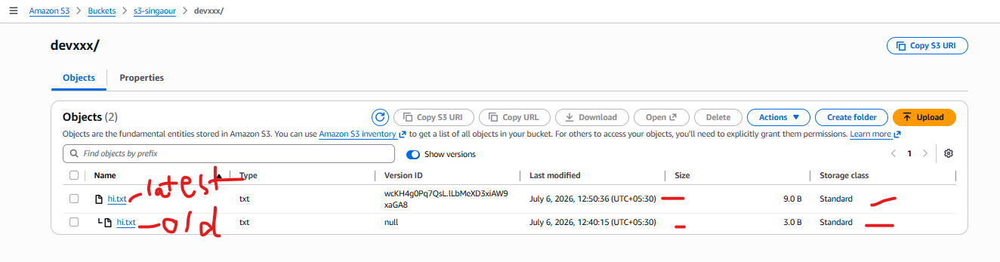 Amazon S3 > Buckets > s3-singaour > devxxx/
devxxx/
Copy S3 URI
Objects Properties
Objects (2)
Copy S3 URI Copy URL Download Open Delete Actions Create folder Upload
Objects are the fundamental entities stored in Amazon S3. You can use Amazon S3 inventory to get a list of all objects in your bucket. For others to access your objects, you'll need to explicitly grant them permissions. Learn more
Find objects by prefix
Show versions
1
Name Type Version ID Last modified Size Storage class
latest
hi.txt txt wcKH4g0Pq7QsL.lLbMeXD3xiAW9xaGA8 July 6, 2026, 12:50:36 (UTC+05:30) 9.0 B Standard
hi.txt old txt null July 6, 2026, 12:40:15 (UTC+05:30) 3.0 B Standard